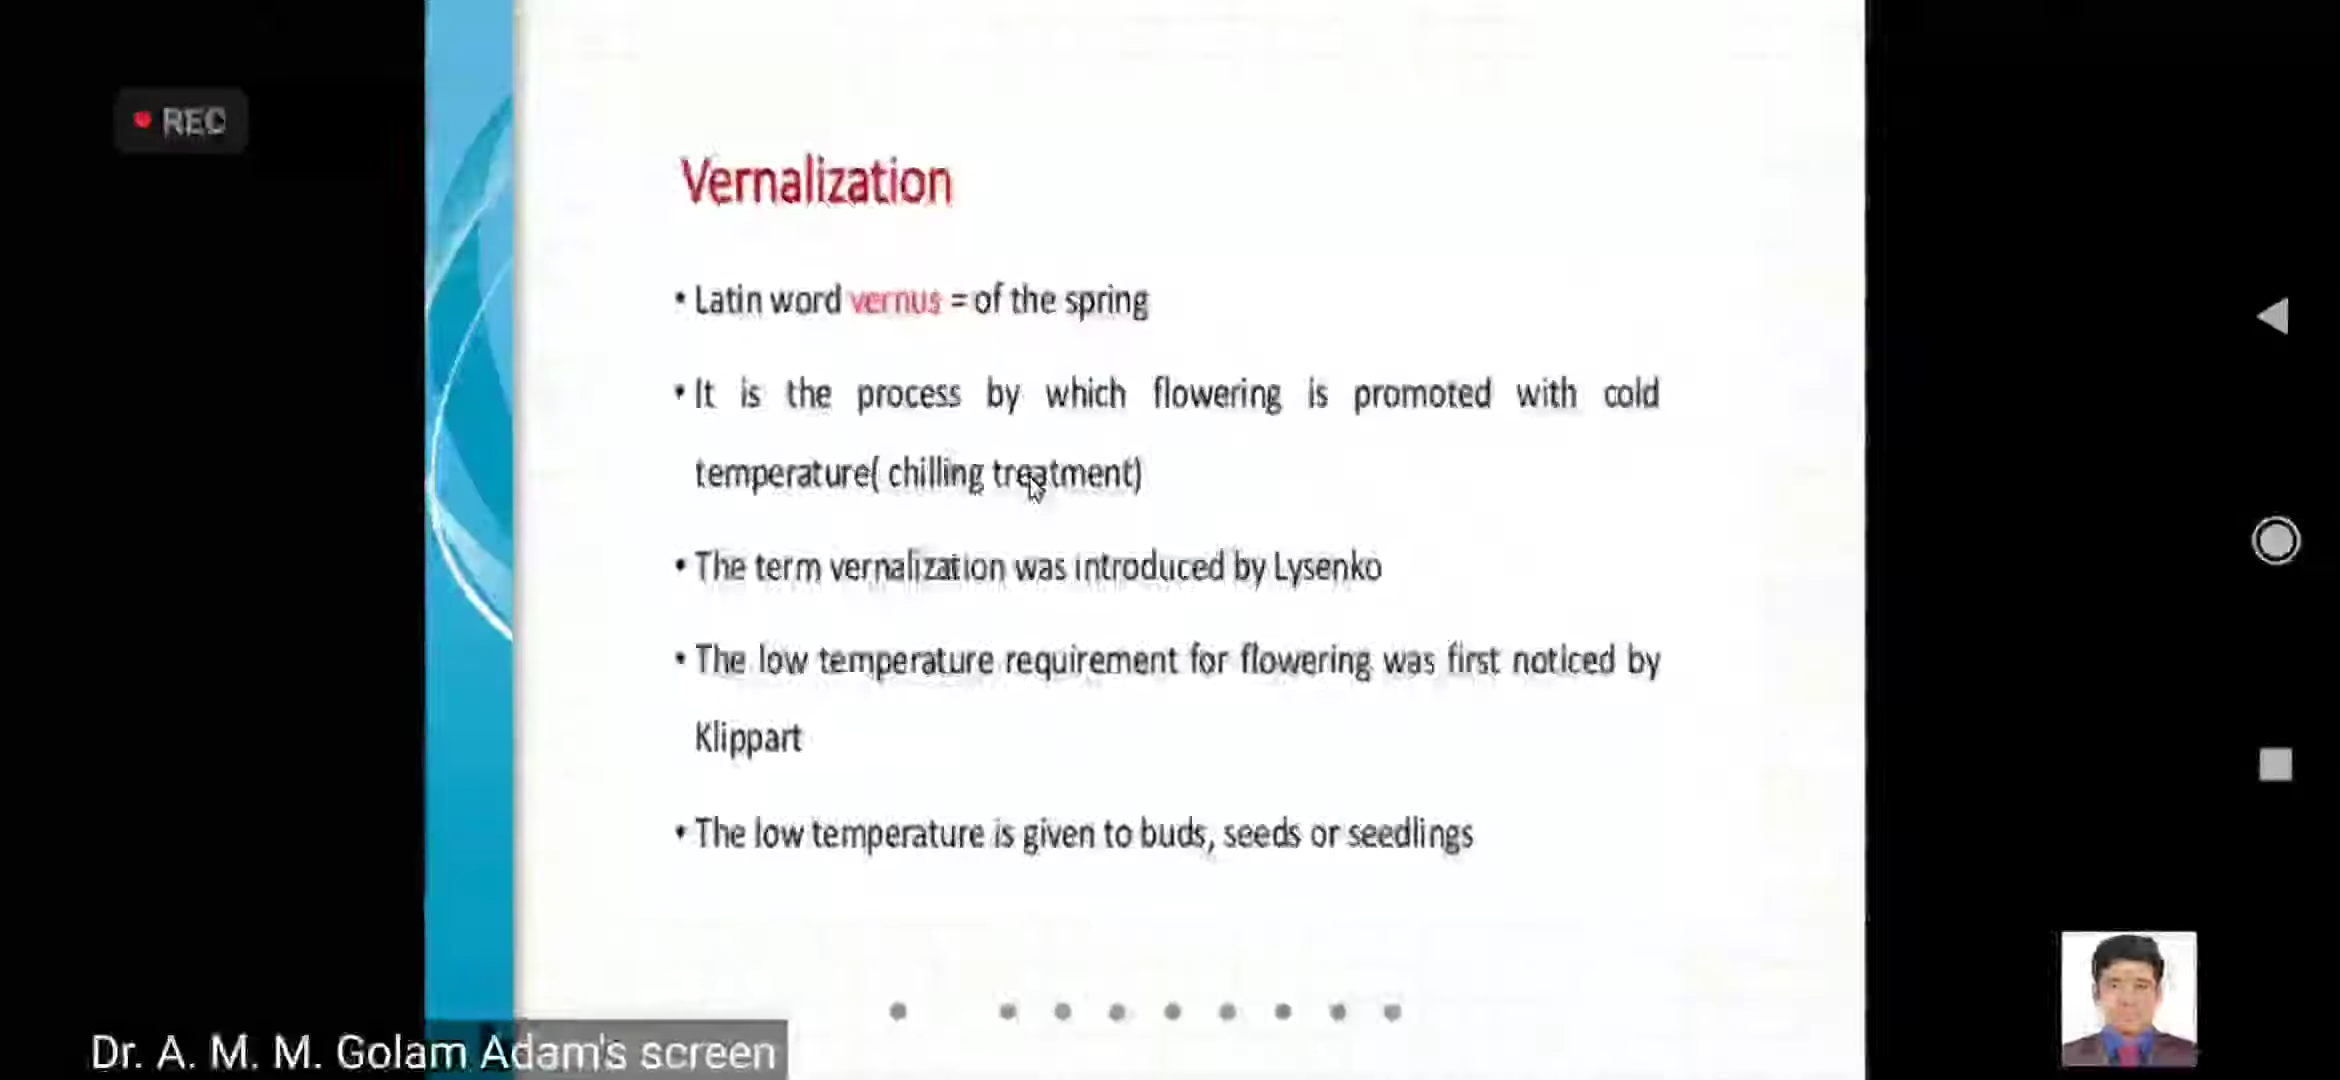 REC
Vernalization
• Latin word vernus = of the spring
• It is the process by which flowering is promoted with cold
temperature( chilling treatment)
• The term vernalization was introduced by Lysenko
• The low temperature requirement for flowering was first noticed by
Klippart
• The low temperature is given to buds, seeds or seedlings
Dr. A. M. M. Golam Adam's screen